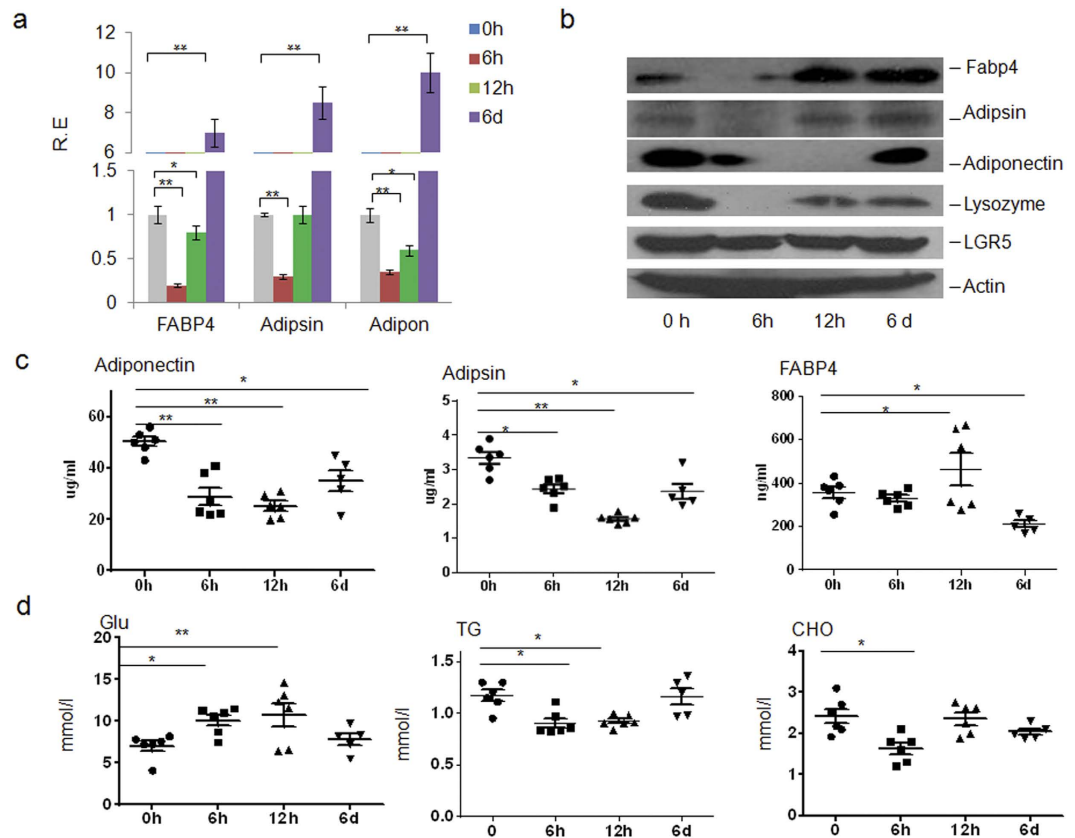 a
R.E
12
10
8
6
1.5
1
0.5
0
** ** **
** * ** ** *
FABP4 Adipsin Adipon
0h
6h
12h
6d
b
Fabp4
Adipsin
Adiponectin
Lysozyme
LGR5
Actin
0 h 6h 12h 6 d
c
Adiponectin
*
**
**
ug/ml
60
40
20
0
0h 6h 12h 6d
Adipsin
*
**
*
ug/ml
5
4
3
2
1
0
0h 6h 12h 6d
FABP4
*
*
ng/ml
800
600
400
200
0
0h 6h 12h 6d
d
Glu
**
*
mmol/l
20
15
10
5
0
0h 6h 12h 6d
TG
*
*
mmol/l
1.5
1.0
0.5
0.0
0 6h 12h 6d
CHO
*
mmol/l
4
3
2
1
0
0 6h 12h 6d